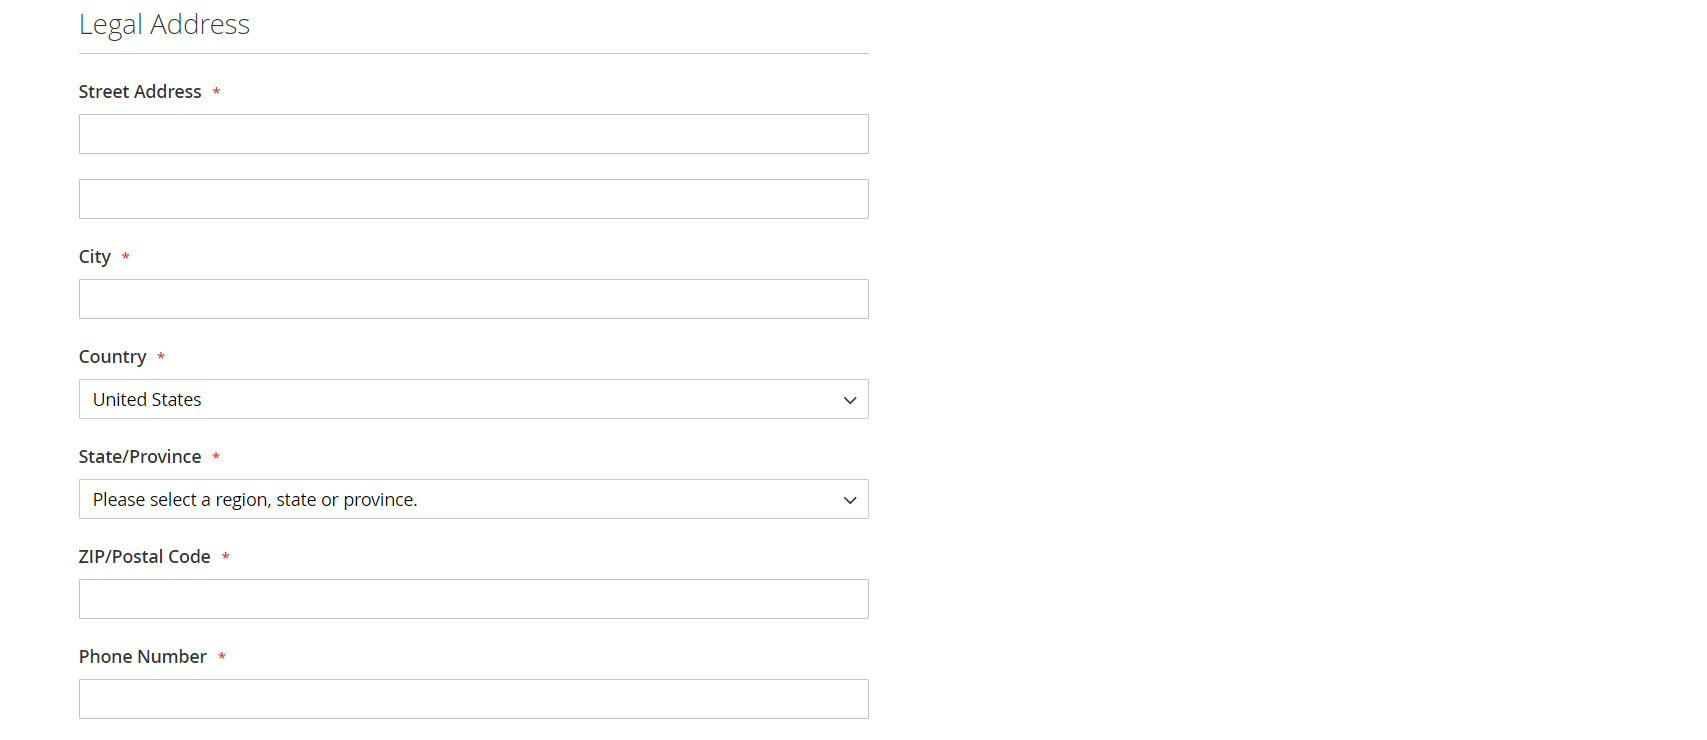 Legal Address
Street Address *
City *
Country *
United States
State/Province *
Please select a region, state or province.
ZIP/Postal Code *
Phone Number *